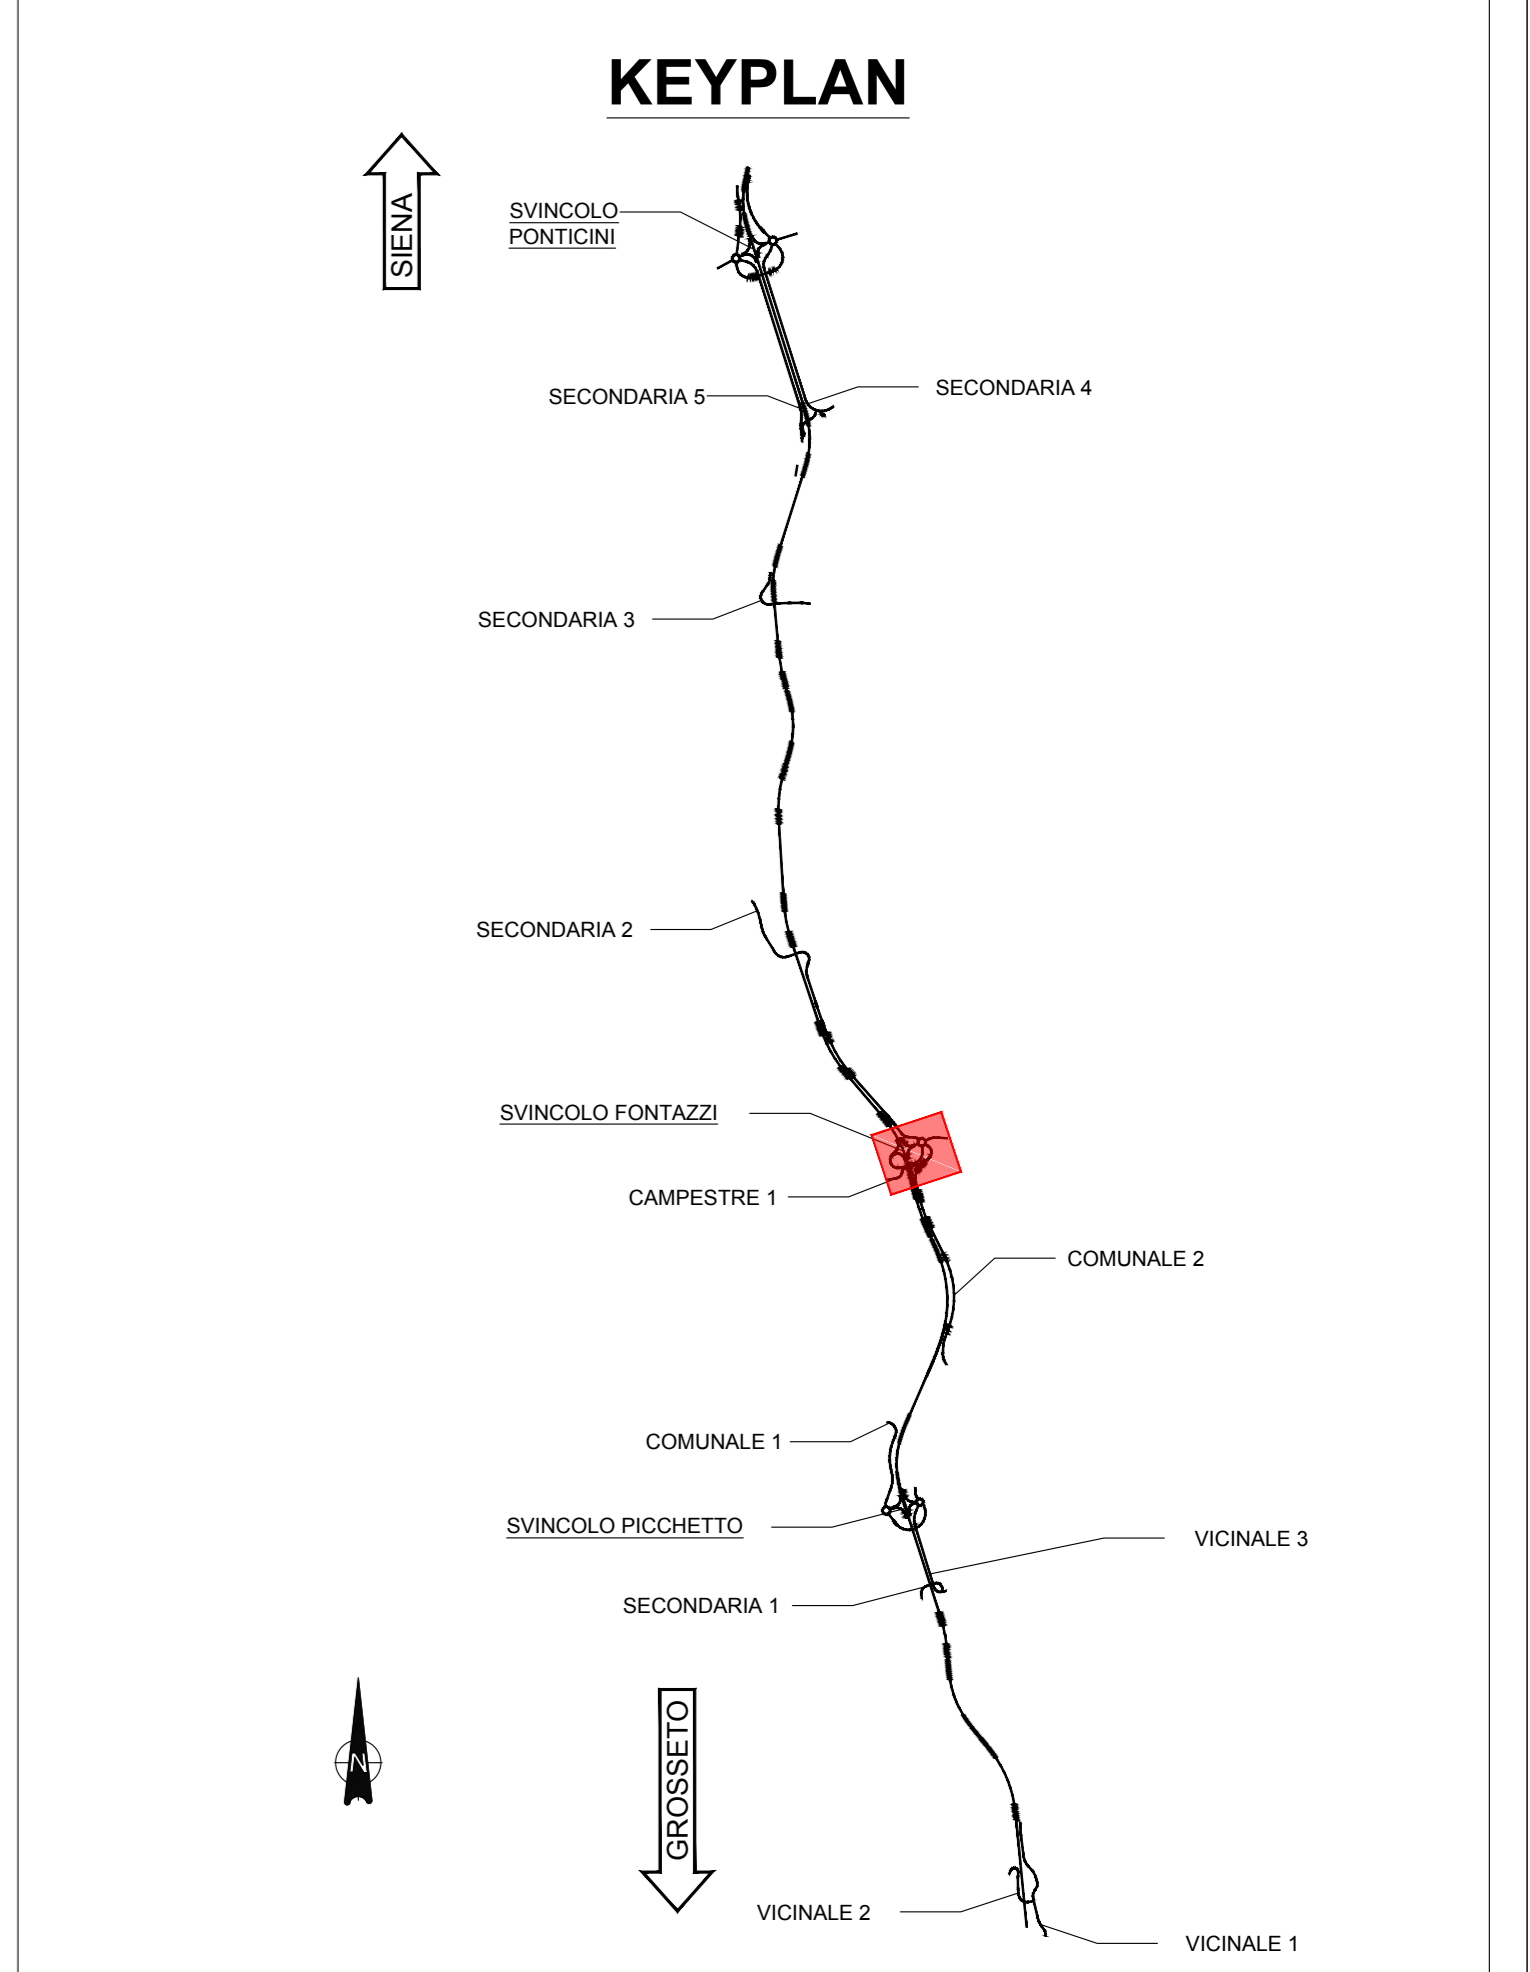 KEYPLAN
SIENA
SVINCOLO
PONTICINI
SECONDARIA 5
SECONDARIA 4
SECONDARIA 3
SECONDARIA 2
SVINCOLO FONTAZZI
CAMPESTRE 1
COMUNALE 2
COMUNALE 1
SVINCOLO PICCHETTO
VICINALE 3
SECONDARIA 1
N
GROSSETO
VICINALE 2
VICINALE 1